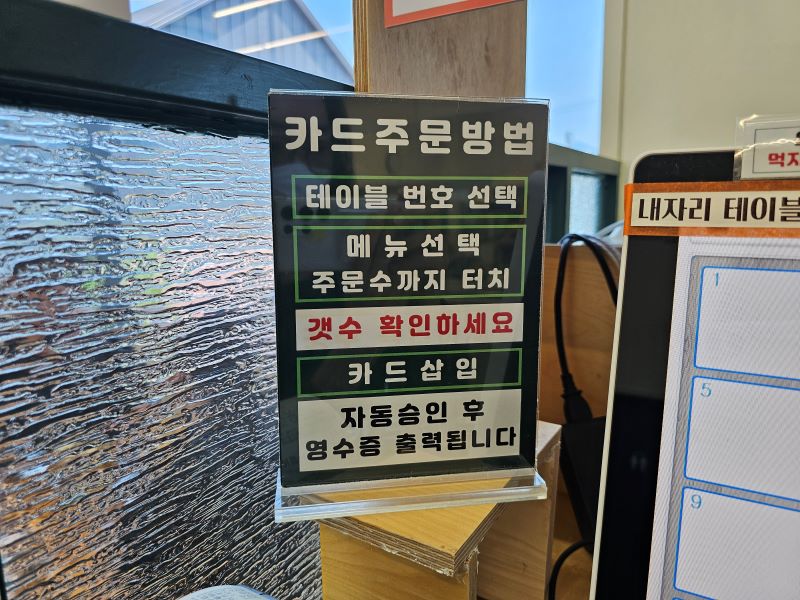 카드주문방법
테이블 번호 선택
메뉴선택
주문수까지 터치
갯수 확인하세요
카드삽입
자동승인 후
영수증 출력됩니다
내자리 테이블
1
5
9